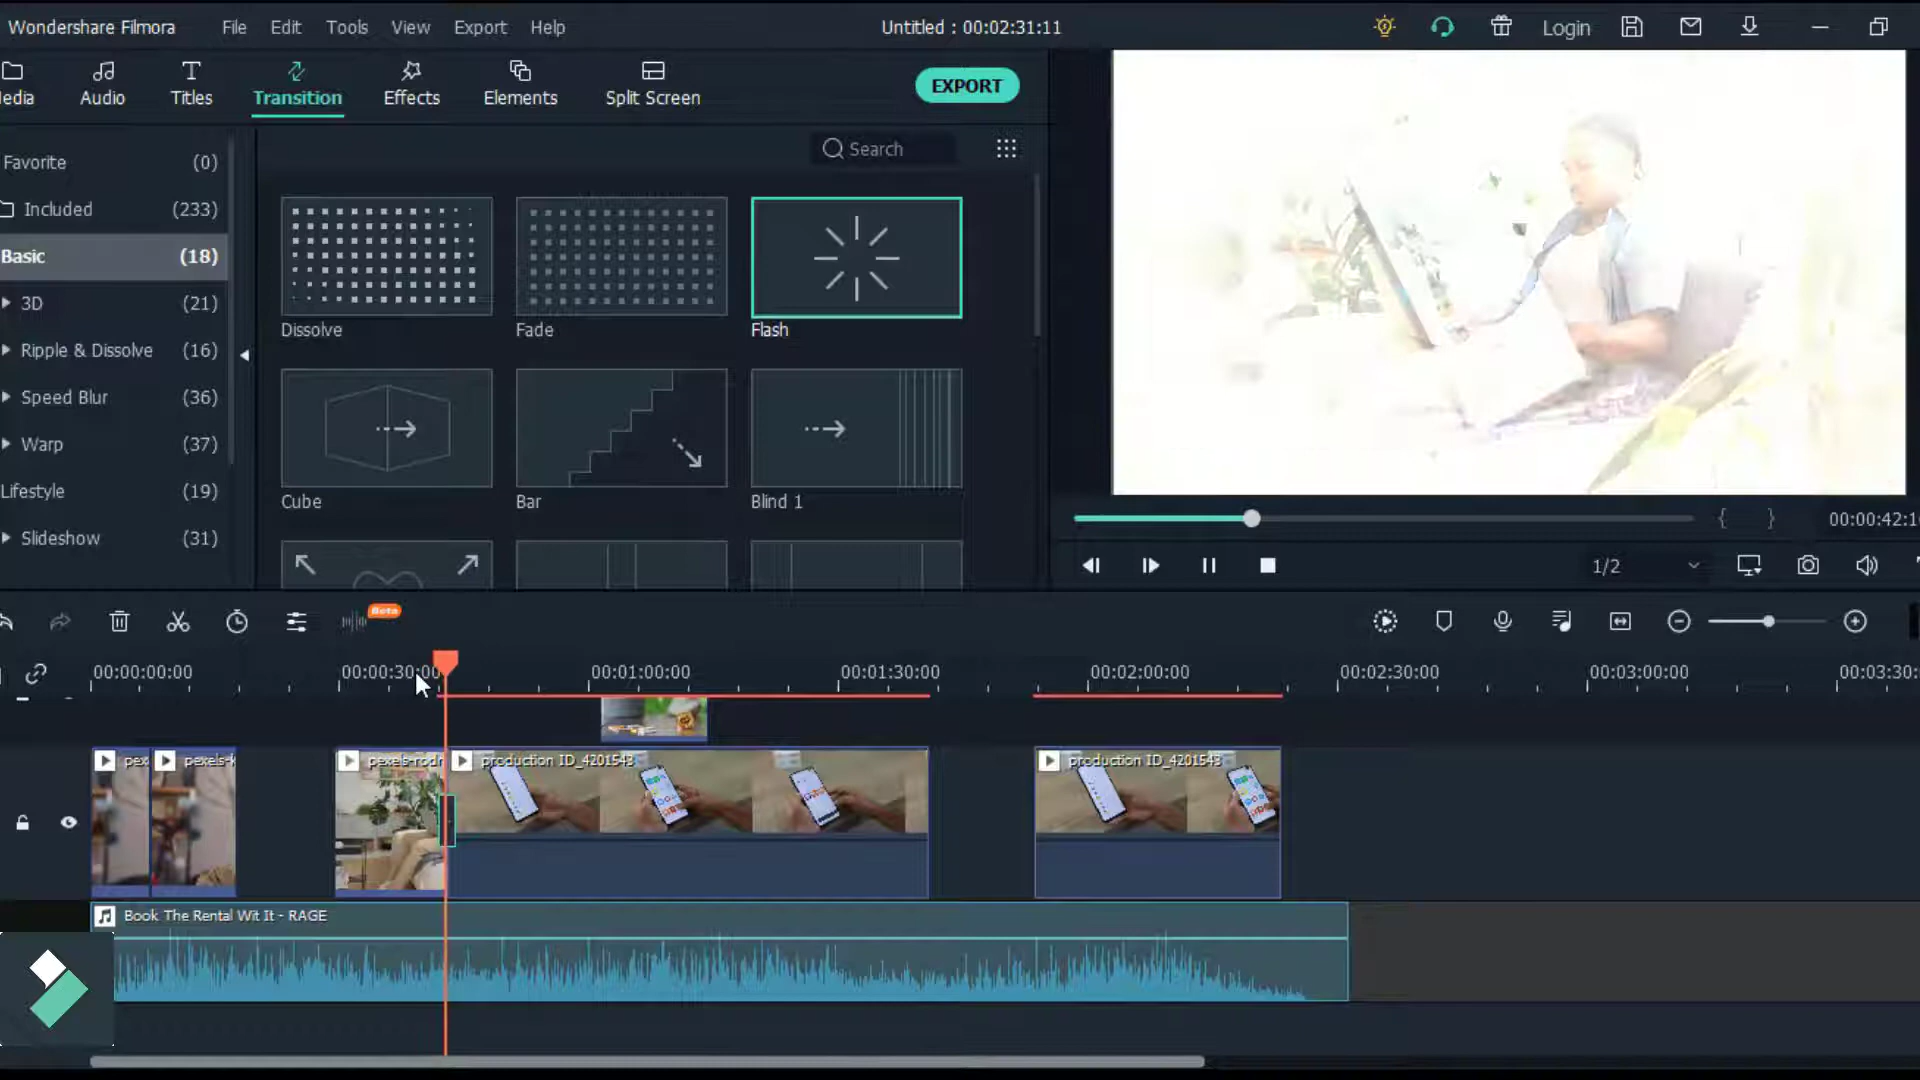 Wondershare Filmora File Edit Tools View Export Help Untitled : 00:02:31:11 Login
edia Audio Titles Transition Effects Elements Split Screen EXPORT
Favorite (0)
Search
Included (233)
Basic (18)
3D (21)
Ripple & Dissolve (16)
Speed Blur (36)
Warp (37)
Lifestyle (19)
Slideshow (31)
Dissolve Fade Flash
Cube Bar Blind 1
{ } 00:00:42:1
1/2
Beta
00:00:00:00 00:00:30:00 00:01:00:00 00:01:30:00 00:02:00:00 00:02:30:00 00:03:00:00 00:03:30:
pex pexels-k pexels-rodn production ID_4201543 production ID_4201543
Book The Rental Wit It - RAGE